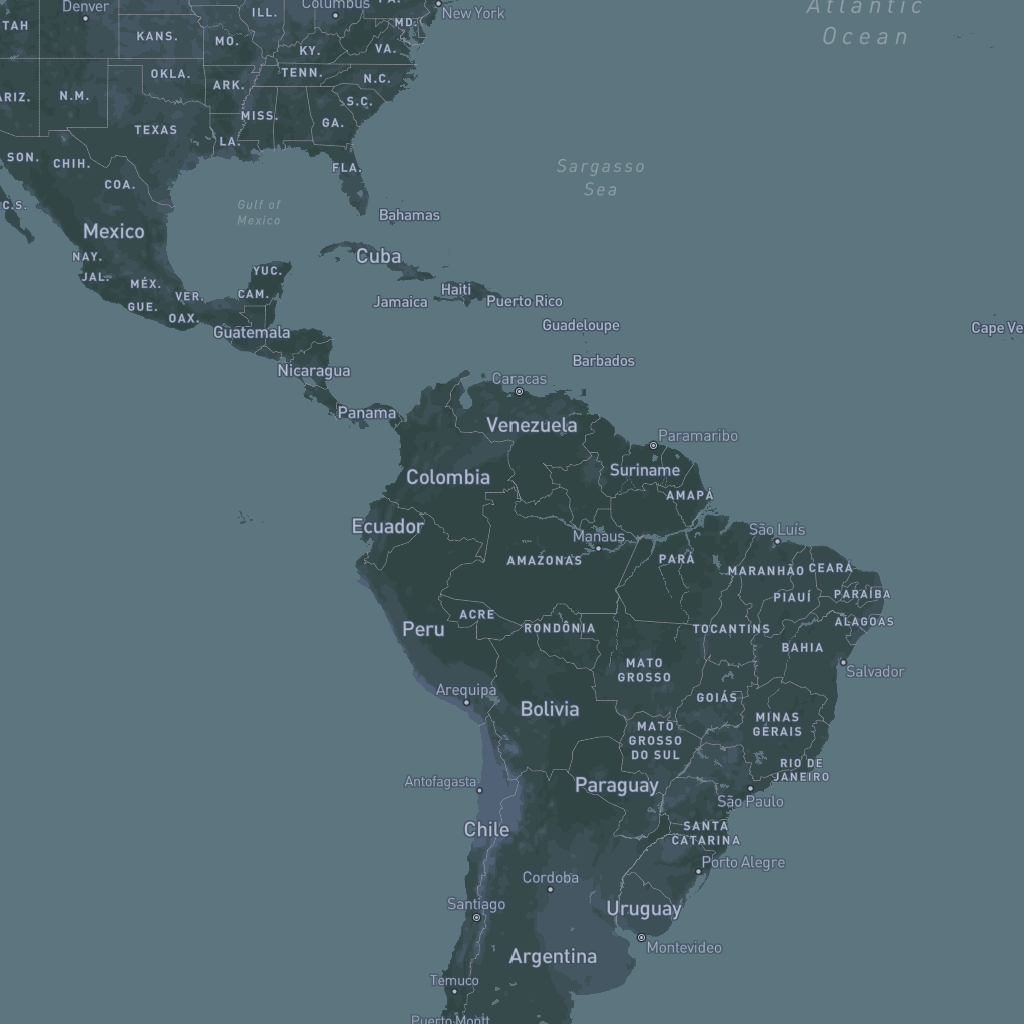 Atlantic
Ocean
Denver
ILL.
Columbus
New York
MD.
TAH
KANS.
MO.
KY.
VA.
OKLA.
TENN.
N.C.
ARK.
ARIZ.
N.M.
S.C.
MISS.
GA.
TEXAS
LA.
SON.
CHIH.
FLA.
Sargasso
Sea
COA.
C.S.
Gulf of
Mexico
Bahamas
Mexico
NAY.
Cuba
JAL.
MÉX.
YUC.
VER.
CAM.
Haiti
Jamaica
Puerto Rico
GUE.
OAX.
Guatemala
Guadeloupe
Cape Ve
Barbados
Nicaragua
Caracas
Panama
Venezuela
Paramaribo
Colombia
Suriname
AMAPÁ
Ecuador
Manaus
São Luís
AMAZONAS
PARÁ
MARANHÃO
CEARÁ
PIAUÍ
PARAÍBA
ACRE
Peru
RONDÔNIA
TOCANTINS
ALAGOAS
BAHIA
MATO
GROSSO
Salvador
Arequipa
GOIÁS
Bolivia
MINAS
GERAIS
MATO
GROSSO
DO SUL
RIO DE
JANEIRO
Antofagasta
Paraguay
São Paulo
Chile
SANTA
CATARINA
Porto Alegre
Cordoba
Santiago
Uruguay
Montevideo
Argentina
Temuco
Puerto Montt